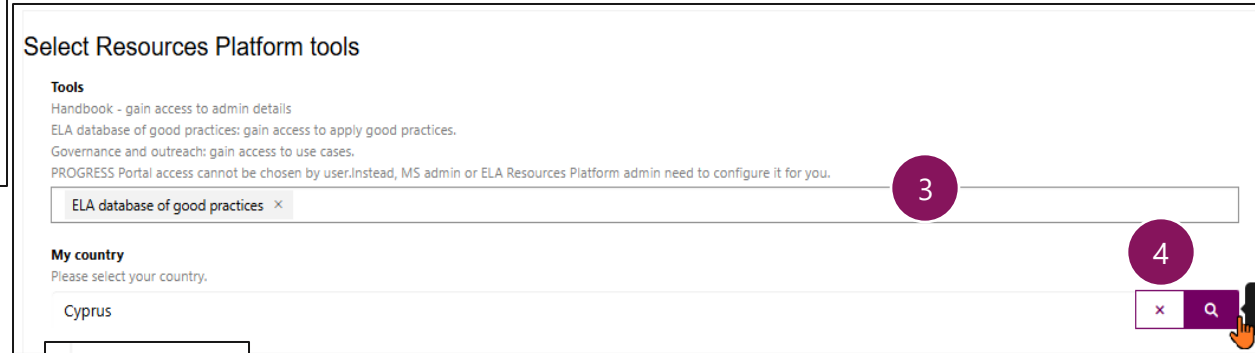 Select Resources Platform tools
Tools
Handbook - gain access to admin details
ELA database of good practices: gain access to apply good practices.
Governance and outreach: gain access to use cases.
PROGRESS Portal access cannot be chosen by user.Instead, MS admin or ELA Resources Platform admin need to configure it for you.
3
ELA database of good practices ×
My country
4
Please select your country.
Cyprus
×